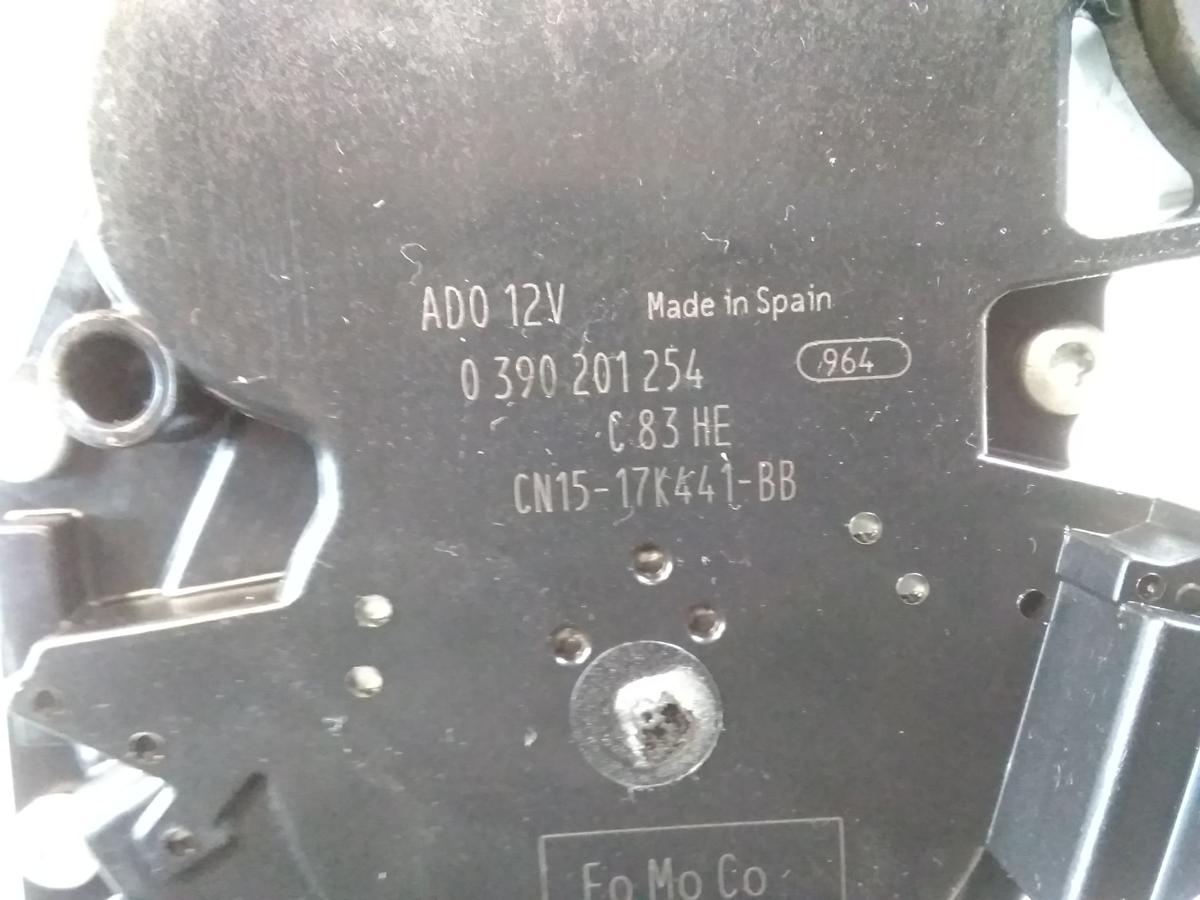 ADO 12V Made in Spain
0 390 201 254 964
C 83 HE
CN15-17K441-BB
Fo Mo Co